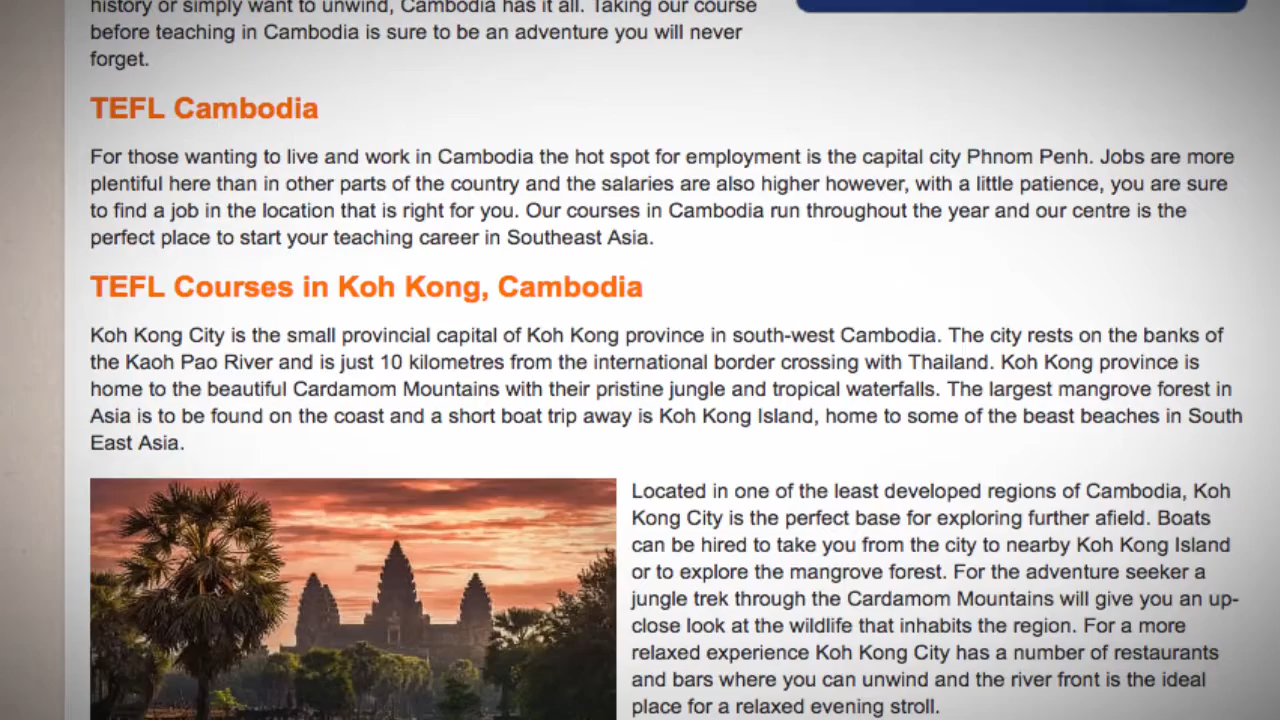 history or simply want to unwind, Cambodia has it all. Taking our course
before teaching in Cambodia is sure to be an adventure you will never
forget.
TEFL Cambodia
For those wanting to live and work in Cambodia the hot spot for employment is the capital city Phnom Penh. Jobs are more
plentiful here than in other parts of the country and the salaries are also higher however, with a little patience, you are sure
to find a job in the location that is right for you. Our courses in Cambodia run throughout the year and our centre is the
perfect place to start your teaching career in Southeast Asia.
TEFL Courses in Koh Kong, Cambodia
Koh Kong City is the small provincial capital of Koh Kong province in south-west Cambodia. The city rests on the banks of
the Kaoh Pao River and is just 10 kilometres from the international border crossing with Thailand. Koh Kong province is
home to the beautiful Cardamom Mountains with their pristine jungle and tropical waterfalls. The largest mangrove forest in
Asia is to be found on the coast and a short boat trip away is Koh Kong Island, home to some of the beast beaches in South
East Asia.
Located in one of the least developed regions of Cambodia, Koh
Kong City is the perfect base for exploring further afield. Boats
can be hired to take you from the city to nearby Koh Kong Island
or to explore the mangrove forest. For the adventure seeker a
jungle trek through the Cardamom Mountains will give you an up-
close look at the wildlife that inhabits the region. For a more
relaxed experience Koh Kong City has a number of restaurants
and bars where you can unwind and the river front is the ideal
place for a relaxed evening stroll.